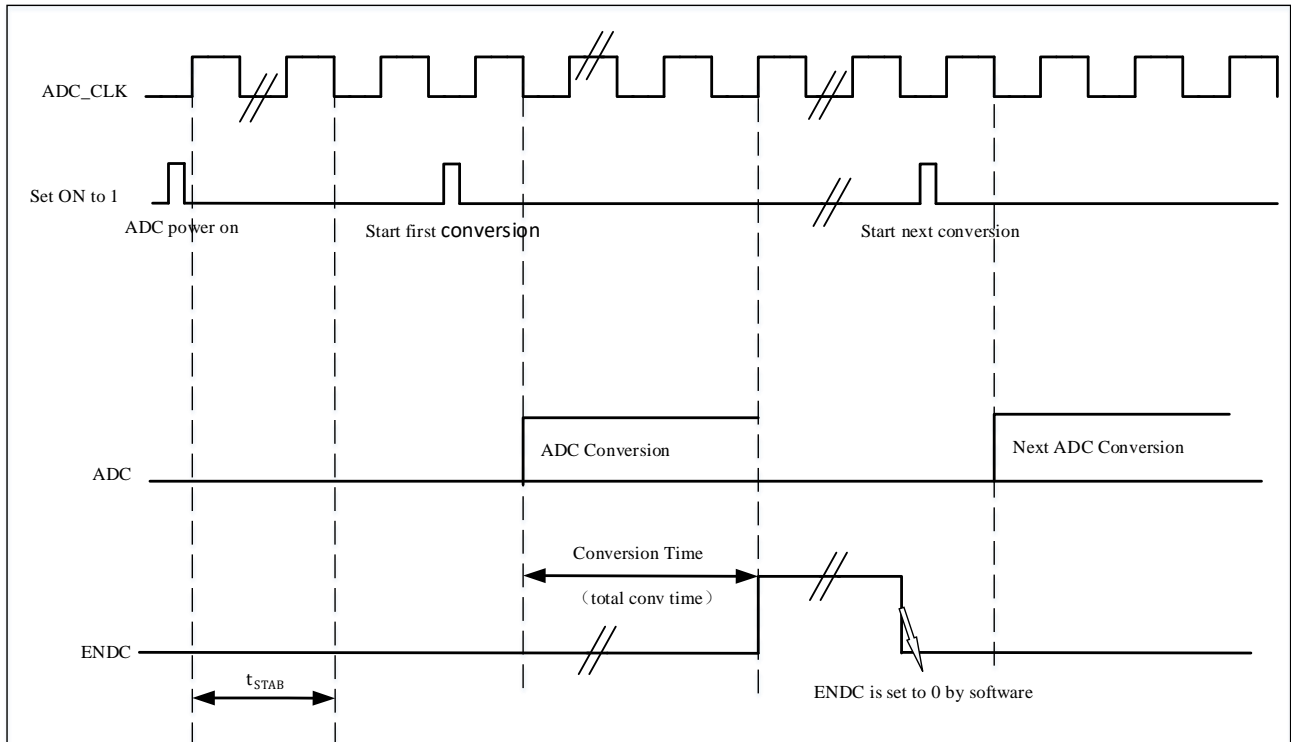 ADC_CLK
Set ON to 1
ADC power on
Start first conversion
Start next conversion
ADC Conversion
Next ADC Conversion
ADC
Conversion Time
（total conv time）
ENDC
tSTAB
ENDC is set to 0 by software